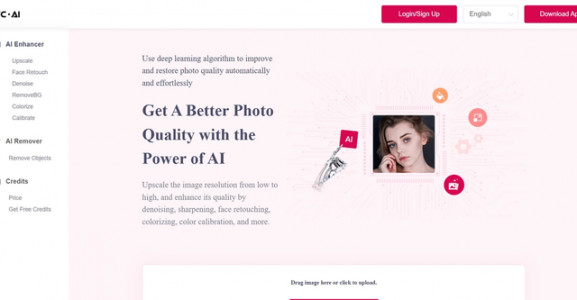 C·AI
Login/Sign Up
English
Download Ap
AI Enhancer
Upscale
Face Retouch
Denoise
RemoveBG
Colorize
Calibrate
AI Remover
Remove Objects
Credits
Price
Get Free Credits
Use deep learning algorithm to improve
and restore photo quality automatically
and effortlessly
Get A Better Photo
Quality with the
Power of AI
Upscale the image resolution from low to
high, and enhance its quality by
denoising, sharpening, face retouching,
colorizing, color calibration, and more.
AI
Drag image here or click to upload.